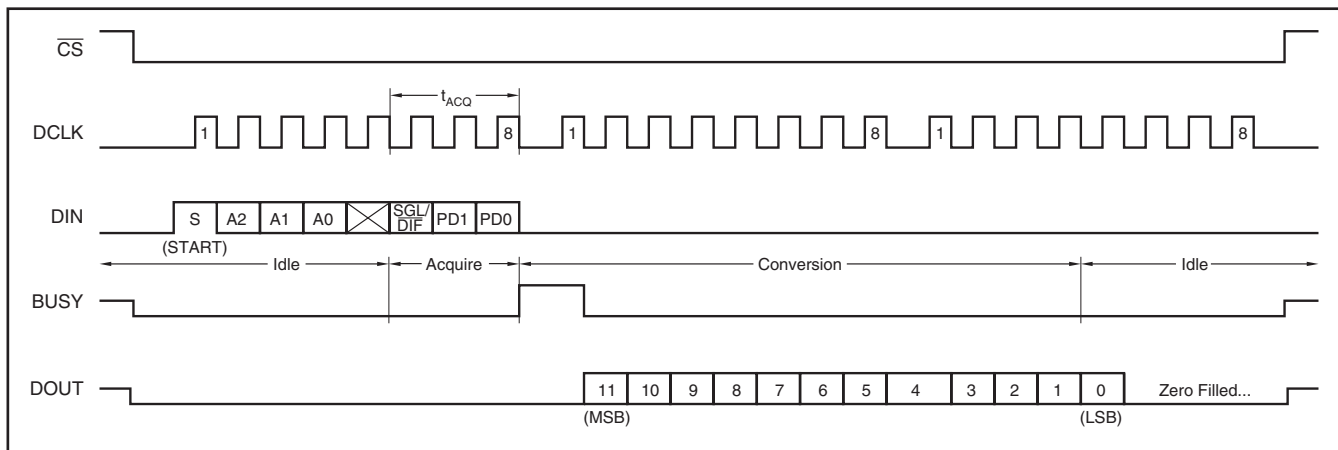 CS
tACQ
DCLK 1 8 1 8 1 8
DIN S A2 A1 A0 SGL/DIF PD1 PD0
(START)
Idle Acquire Conversion Idle
BUSY
DOUT 11 10 9 8 7 6 5 4 3 2 1 0 Zero Filled...
(MSB) (LSB)